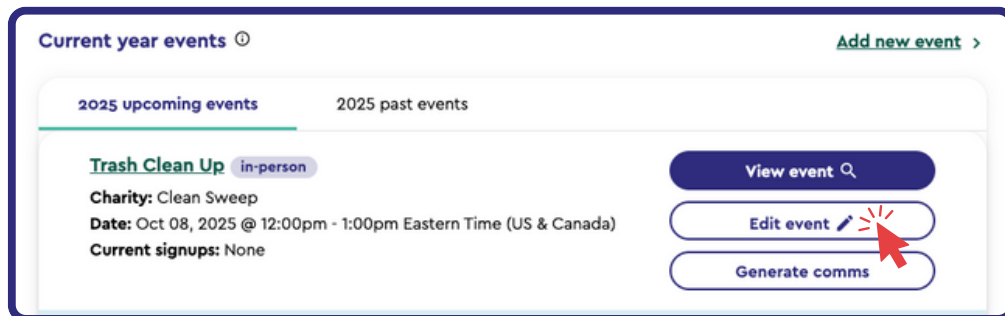 Current year events
Add new event >
2025 upcoming events
2025 past events
Trash Clean Up in-person
Charity: Clean Sweep
Date: Oct 08, 2025 @ 12:00pm - 1:00pm Eastern Time (US & Canada)
Current signups: None
View event
Edit event
Generate comms